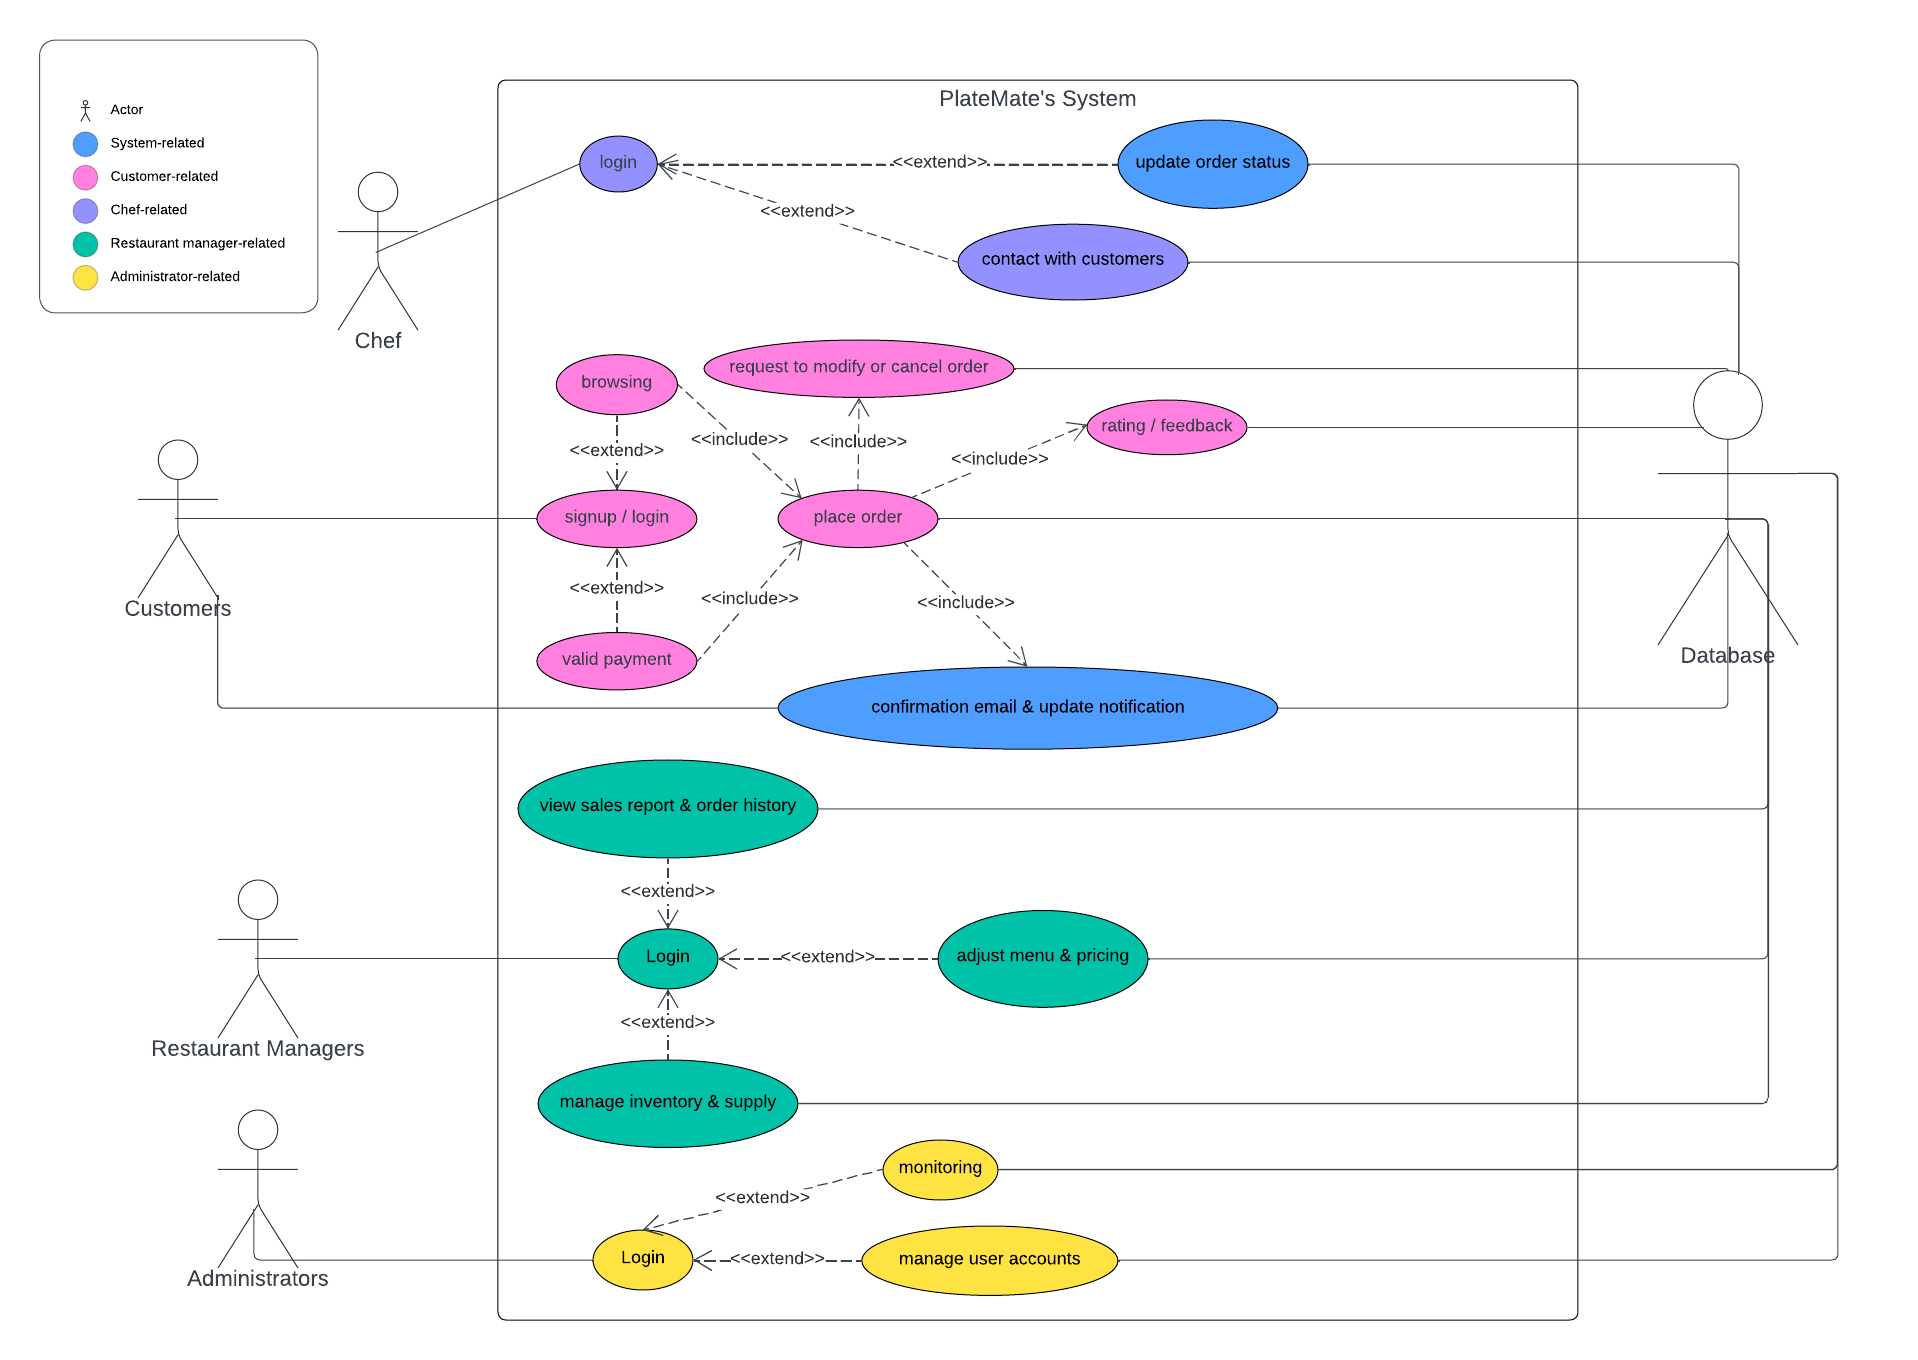 Actor
System-related
Customer-related
Chef-related
Restaurant manager-related
Administrator-related
PlateMate's System
login
<<extend>>
update order status
<<extend>>
contact with customers
Chef
request to modify or cancel order
browsing
rating / feedback
<<include>>
<<include>>
<<extend>>
<<include>>
signup / login
place order
<<extend>>
<<include>>
<<include>>
Customers
Database
valid payment
confirmation email & update notification
view sales report & order history
<<extend>>
Login
<<extend>>
adjust menu & pricing
<<extend>>
Restaurant Managers
manage inventory & supply
monitoring
<<extend>>
Login
<<extend>>
manage user accounts
Administrators